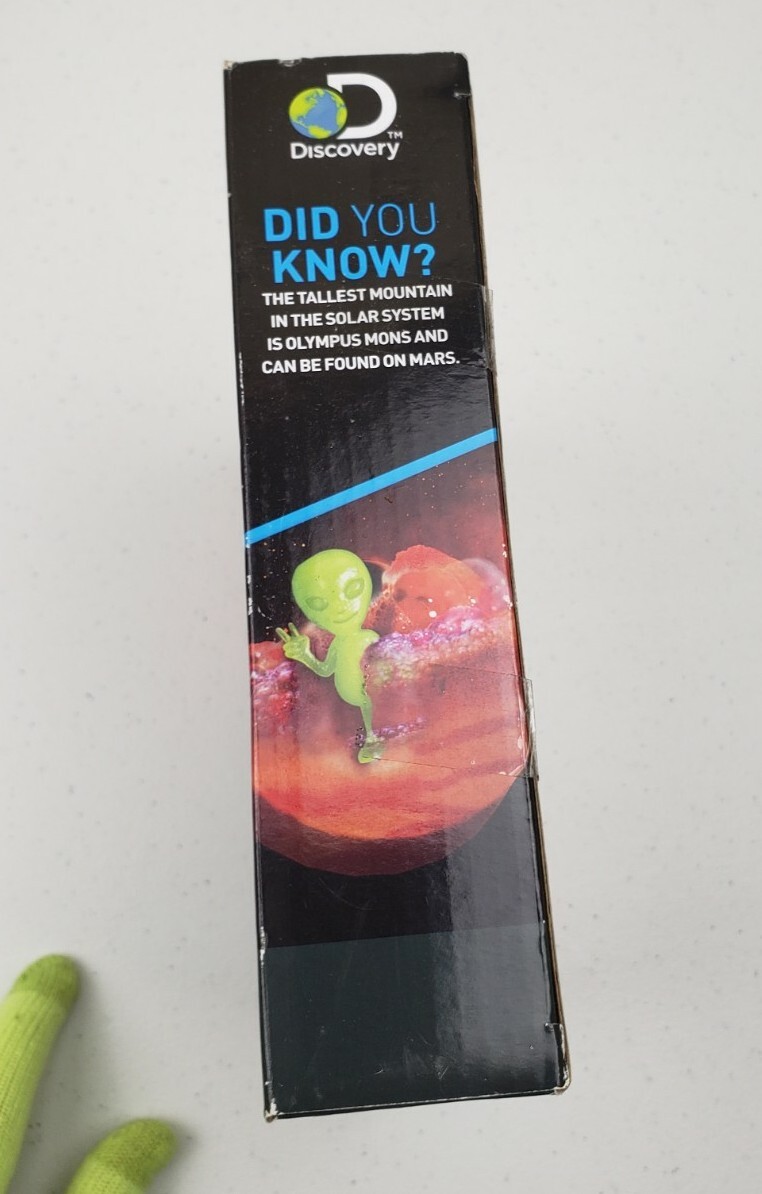 D
TM
Discovery
DID YOU
KNOW?
THE TALLEST MOUNTAIN
IN THE SOLAR SYSTEM
IS OLYMPUS MONS AND
CAN BE FOUND ON MARS.